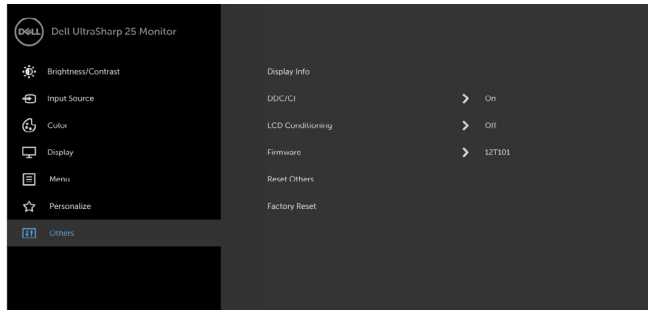 DELL Dell UltraSharp 25 Monitor
Brightness/Contrast
Display Info
Input Source
DDC/CI
On
Color
LCD Conditioning
Off
Display
Firmware
12T101
Menu
Reset Others
Personalize
Factory Reset
Others